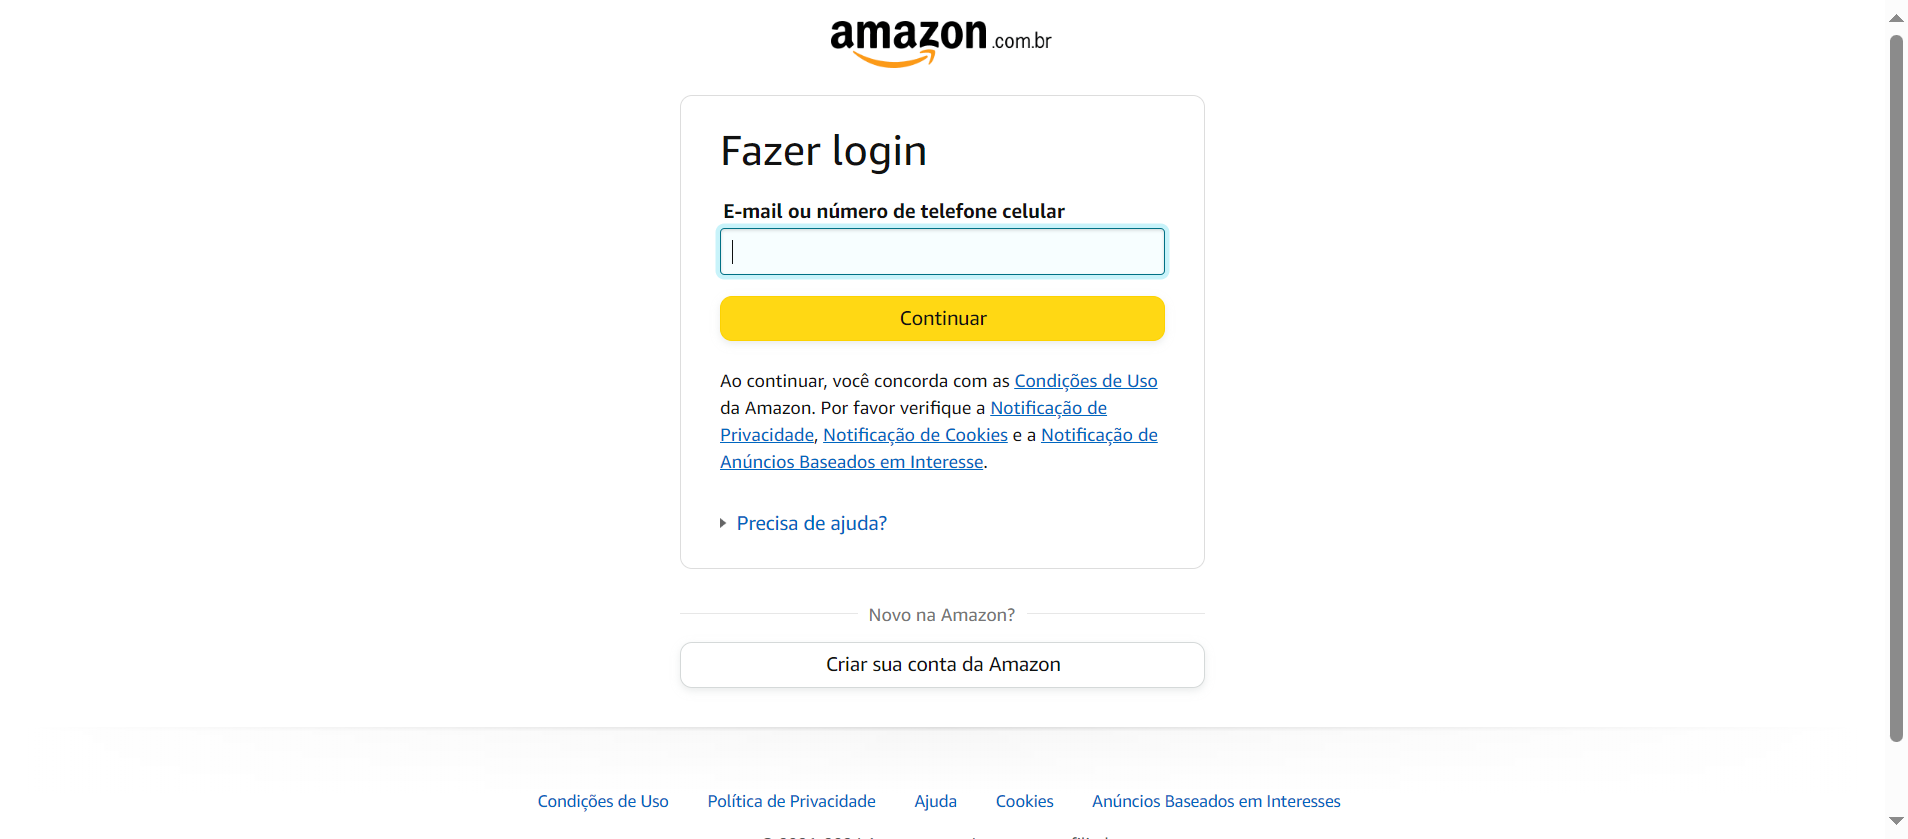 amazon.com.br
Fazer login
E-mail ou número de telefone celular
Continuar
Ao continuar, você concorda com as Condições de Uso
da Amazon. Por favor verifique a Notificação de
Privacidade, Notificação de Cookies e a Notificação de
Anúncios Baseados em Interesse.
Precisa de ajuda?
Novo na Amazon?
Criar sua conta da Amazon
Condições de Uso Política de Privacidade Ajuda Cookies Anúncios Baseados em Interesses